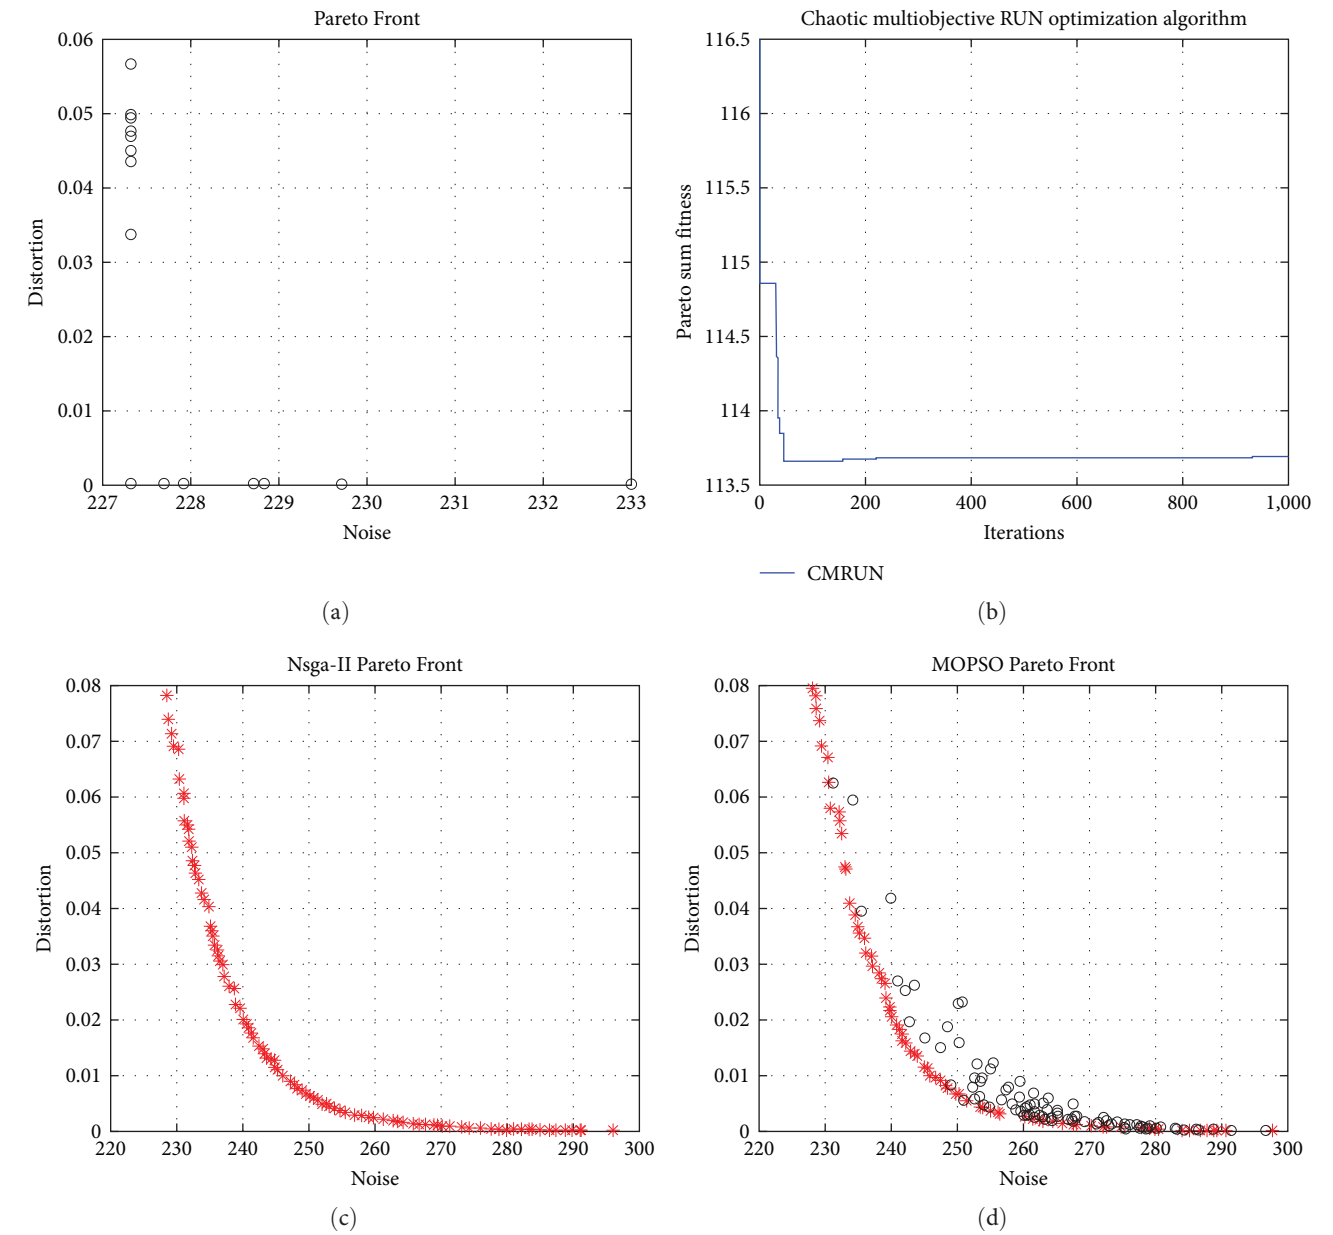 Pareto Front
0.06
0.05
0.04
0.03
0.02
0.01
0
Distortion
227 228 229 230 231 232 233
Noise
(a)
Chaotic multiobjective RUN optimization algorithm
116.5
116
115.5
115
114.5
114
113.5
Pareto sum fitness
0 200 400 600 800 1,000
Iterations
CMRUN
(b)
Nsga-II Pareto Front
0.08
0.07
0.06
0.05
0.04
0.03
0.02
0.01
0
Distortion
220 230 240 250 260 270 280 290 300
Noise
(c)
MOPSO Pareto Front
0.08
0.07
0.06
0.05
0.04
0.03
0.02
0.01
0
Distortion
220 230 240 250 260 270 280 290 300
Noise
(d)